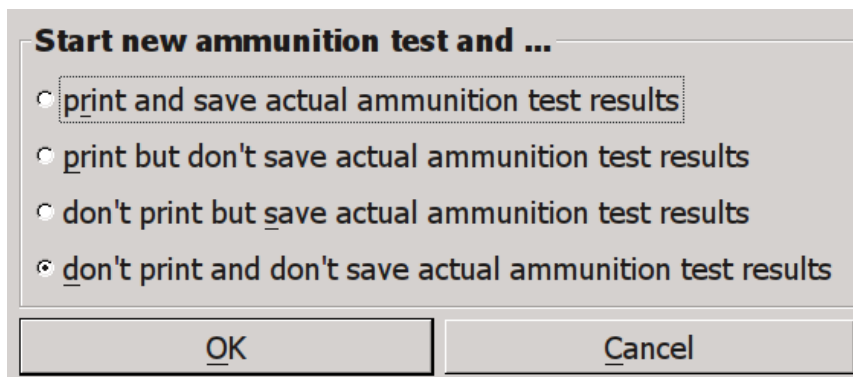 Start new ammunition test and ...
print and save actual ammunition test results
print but don't save actual ammunition test results
don't print but save actual ammunition test results
don't print and don't save actual ammunition test results
OK
Cancel